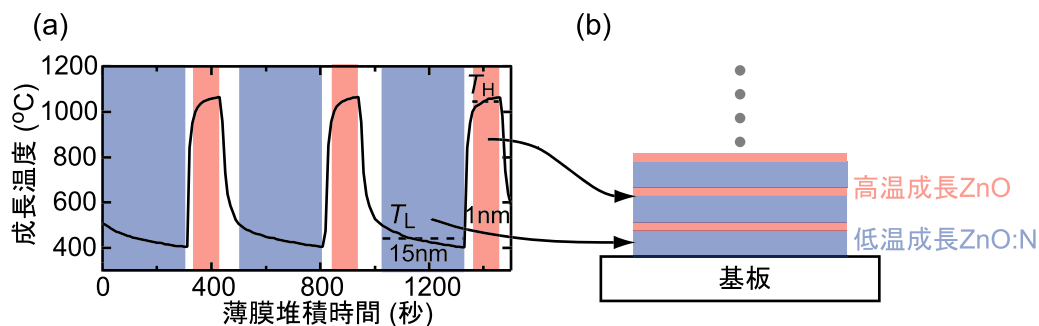 (a)
1200
1000
800
600
400
成長温度 (ºC)
0
400
800
1200
薄膜堆積時間 (秒)
TH
TL
1nm
15nm
(b)
高温成長ZnO
低温成長ZnO:N
基板